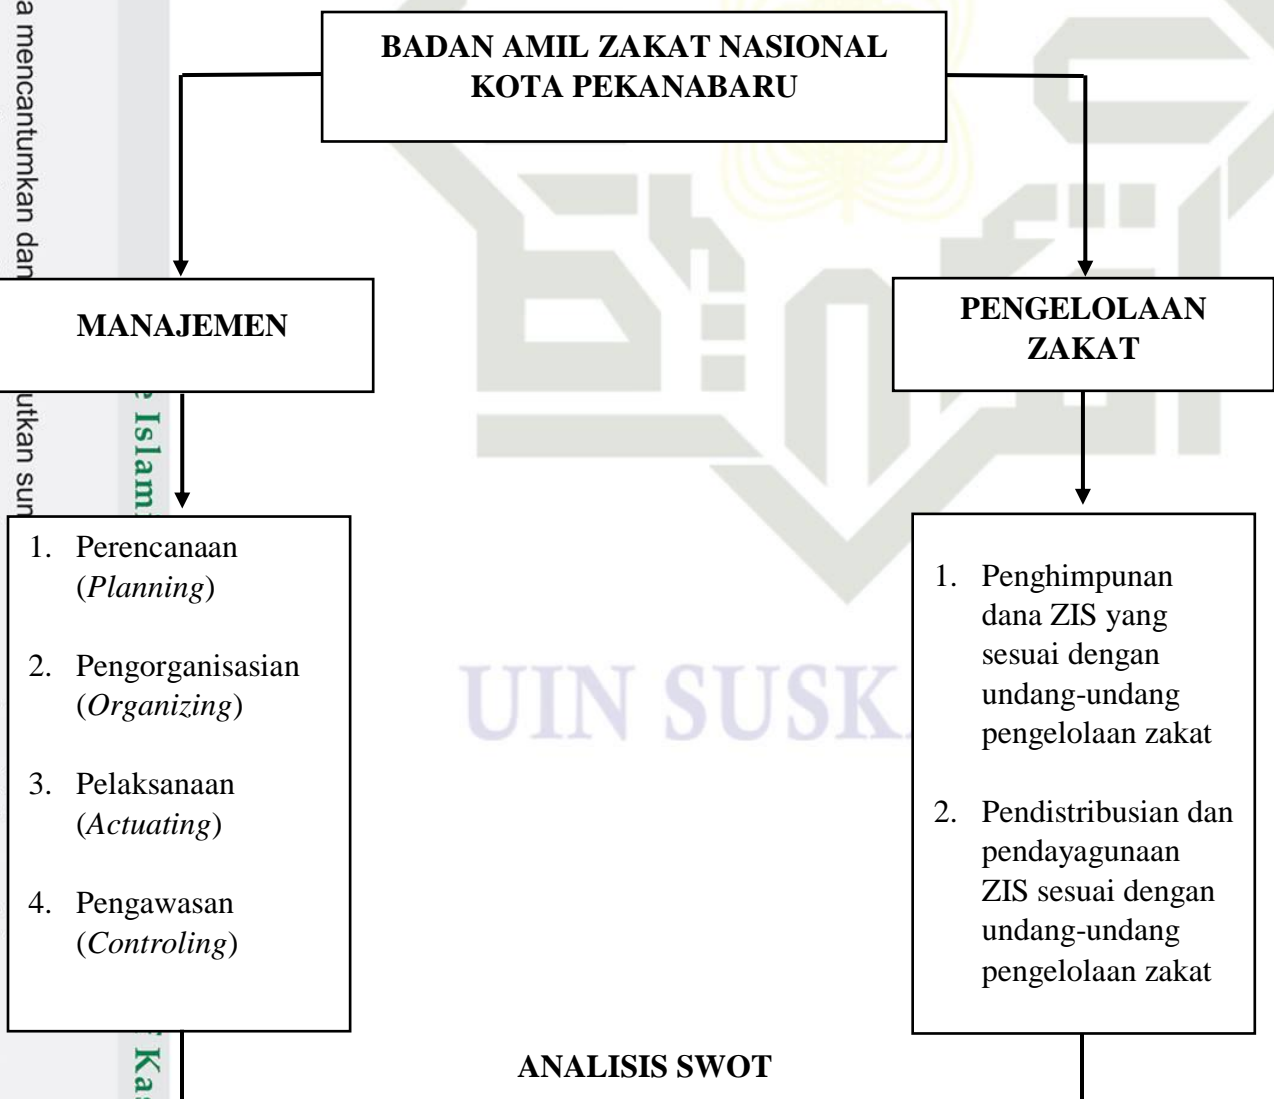 BADAN AMIL ZAKAT NASIONAL
KOTA PEKANABARU
MANAJEMEN
PENGELOLAAN
ZAKAT
1. Perencanaan
(Planning)
2. Pengorganisasian
(Organizing)
3. Pelaksanaan
(Actuating)
4. Pengawasan
(Controling)
1. Penghimpunan
dana ZIS yang
sesuai dengan
undang-undang
pengelolaan zakat
2. Pendistribusian dan
pendayagunaan
ZIS sesuai dengan
undang-undang
pengelolaan zakat
ANALISIS SWOT
UIN SUSK
mencantumkan dan